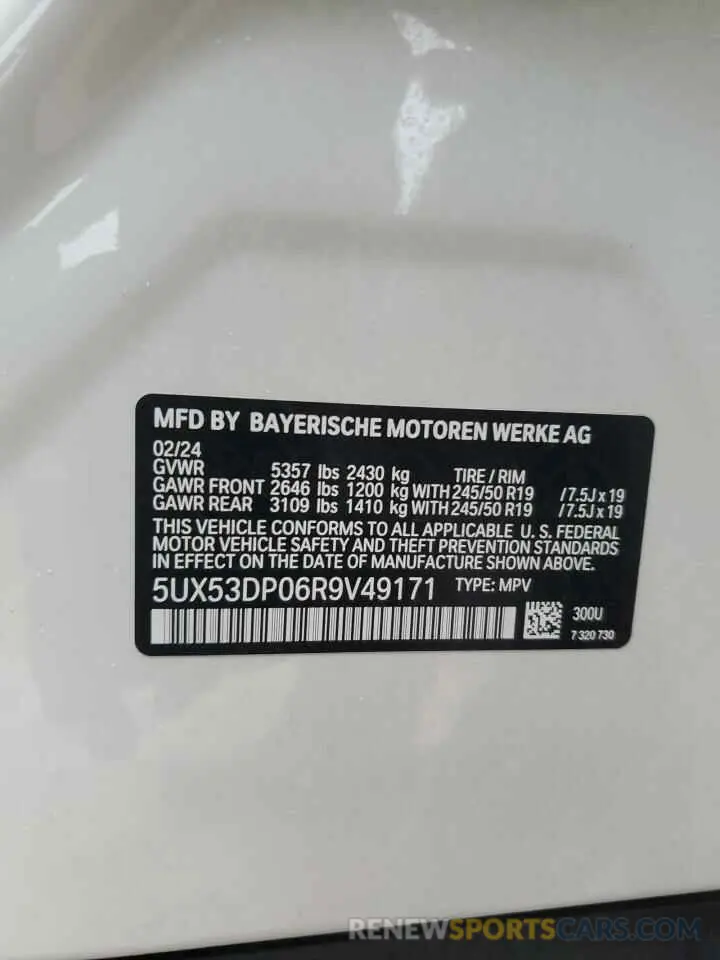 MFD BY BAYERISCHE MOTOREN WERKE AG
02/24
GVWR 5357 lbs 2430 kg TIRE / RIM
GAWR FRONT 2646 lbs 1200 kg WITH 245/50 R19 /7.5J x 19
GAWR REAR 3109 lbs 1410 kg WITH 245/50 R19 /7.5J x 19
THIS VEHICLE CONFORMS TO ALL APPLICABLE U. S. FEDERAL
MOTOR VEHICLE SAFETY AND THEFT PREVENTION STANDARDS
IN EFFECT ON THE DATE OF MANUFACTURE SHOWN ABOVE.
5UX53DP06R9V49171 TYPE: MPV
300U
7 320 730
RENEWSPORTSCARS.COM